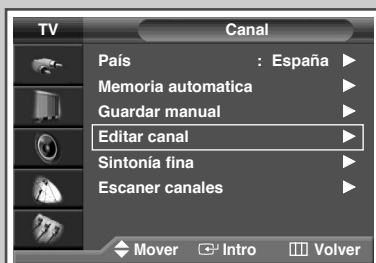 TV Canal
País : España
Memoria automatica
Guardar manual
Editar canal
Sintonía fina
Escaner canales
Mover Intro Volver